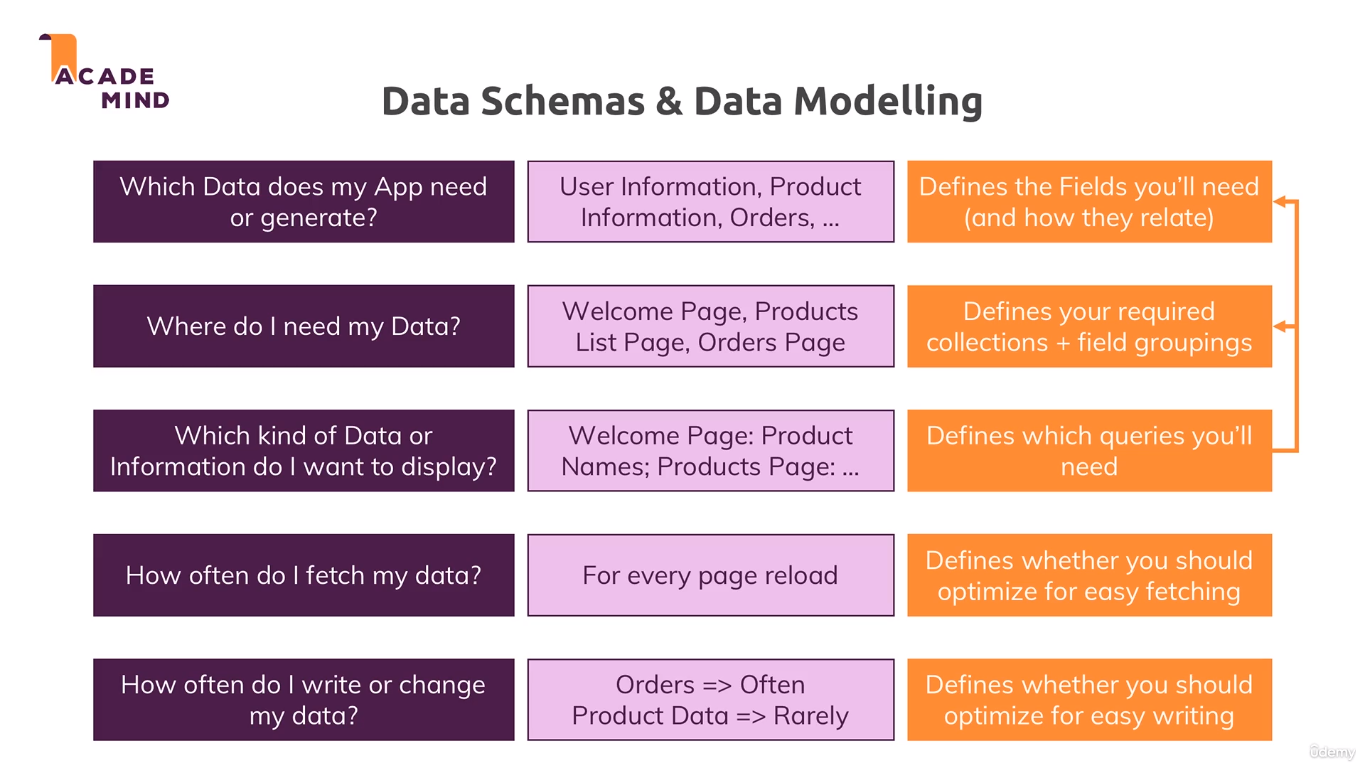 ACADE
MIND
Data Schemas & Data Modelling
Which Data does my App need
or generate?
User Information, Product
Information, Orders, ...
Defines the Fields you’ll need
(and how they relate)
Where do I need my Data?
Welcome Page, Products
List Page, Orders Page
Defines your required
collections + field groupings
Which kind of Data or
Information do I want to display?
Welcome Page: Product
Names; Products Page: ...
Defines which queries you’ll
need
How often do I fetch my data?
For every page reload
Defines whether you should
optimize for easy fetching
How often do I write or change
my data?
Orders => Often
Product Data => Rarely
Defines whether you should
optimize for easy writing
ûdemy